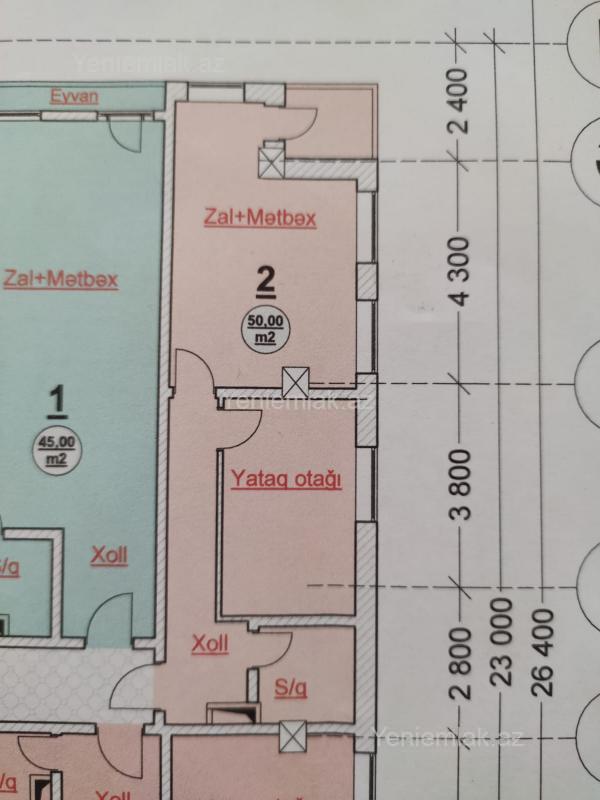 Yeniemlak.az
Eyvan
2 400
Zal+Mətbəx
Zal+Mətbəx
2
50,00
m2
4 300
1
45,00
m2
Yeniemlak.az
Yataq otağı
3 800
Xoll
S/q
Xoll
S/q
2 800
23 000
26 400
Yeniemlak.az
S/q
Xoll